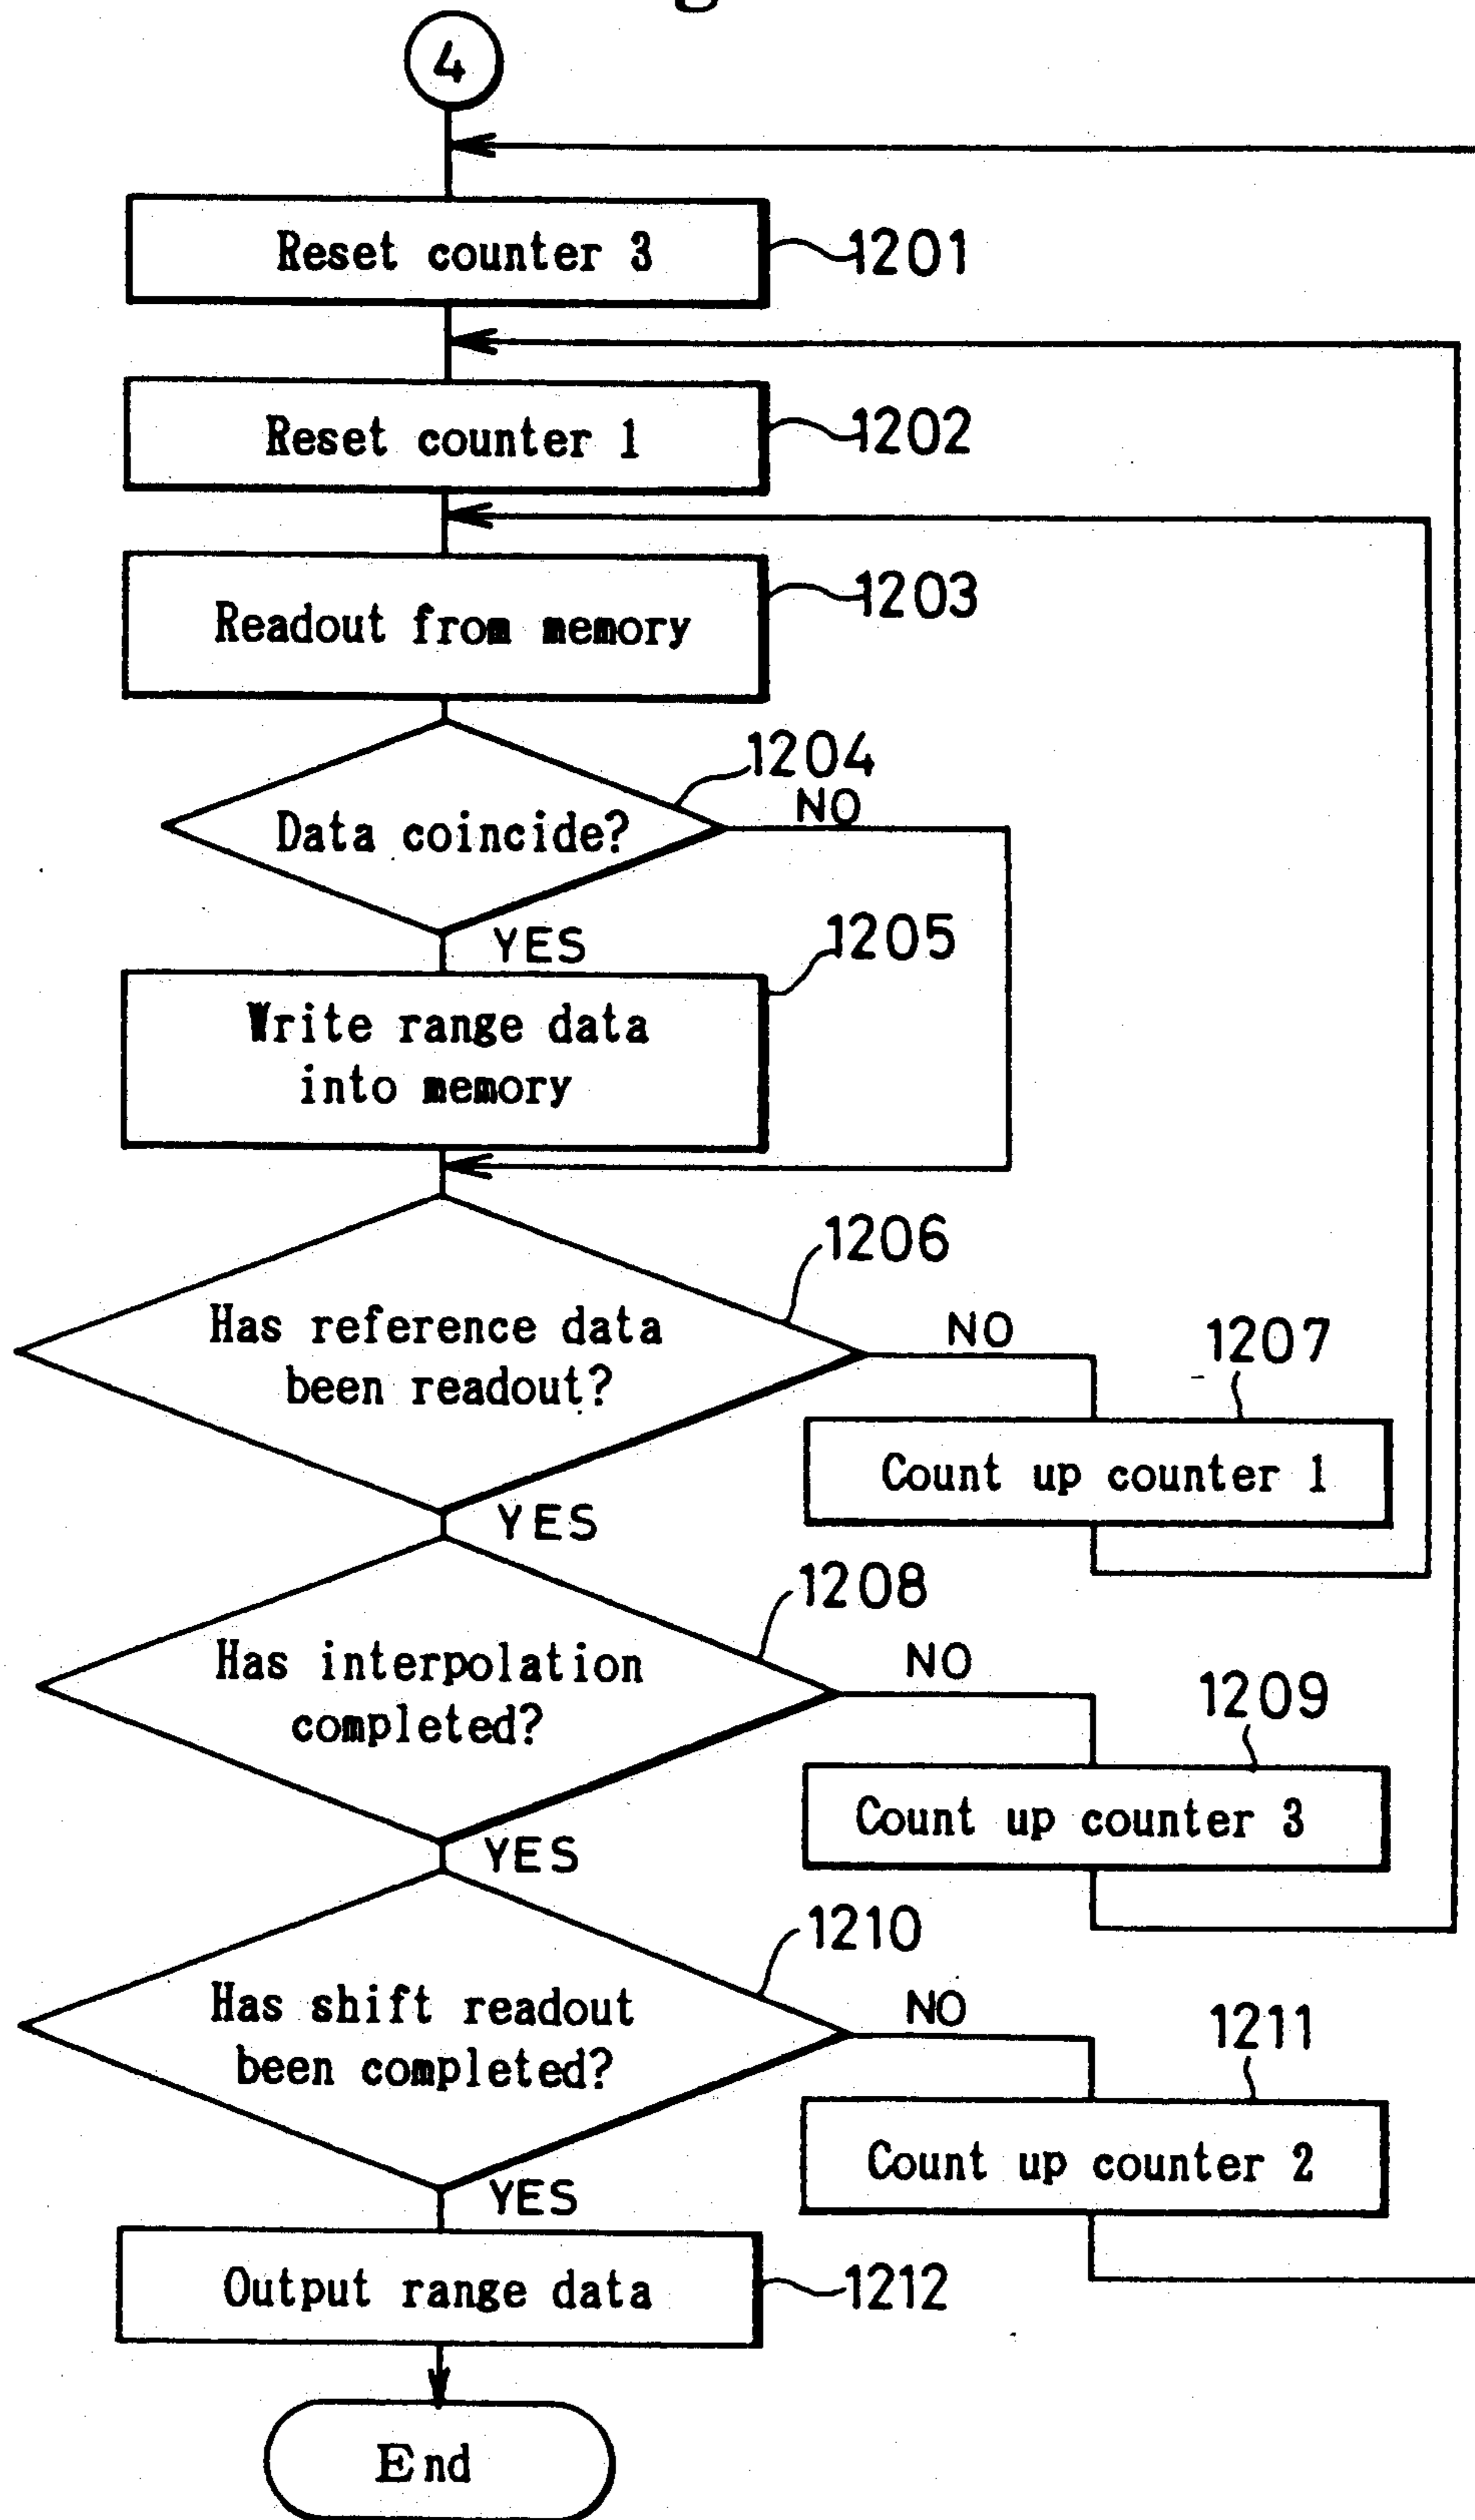 4
Reset counter 3
1201
Reset counter 1
1202
Readout from memory
1203
1204
Data coincide?
NO
YES
1205
Write range data
into memory
1206
Has reference data
been readout?
NO
1207
Count up counter 1
YES
1208
Has interpolation
completed?
NO
1209
Count up counter 3
YES
1210
Has shift readout
been completed?
NO
1211
Count up counter 2
YES
Output range data
1212
End